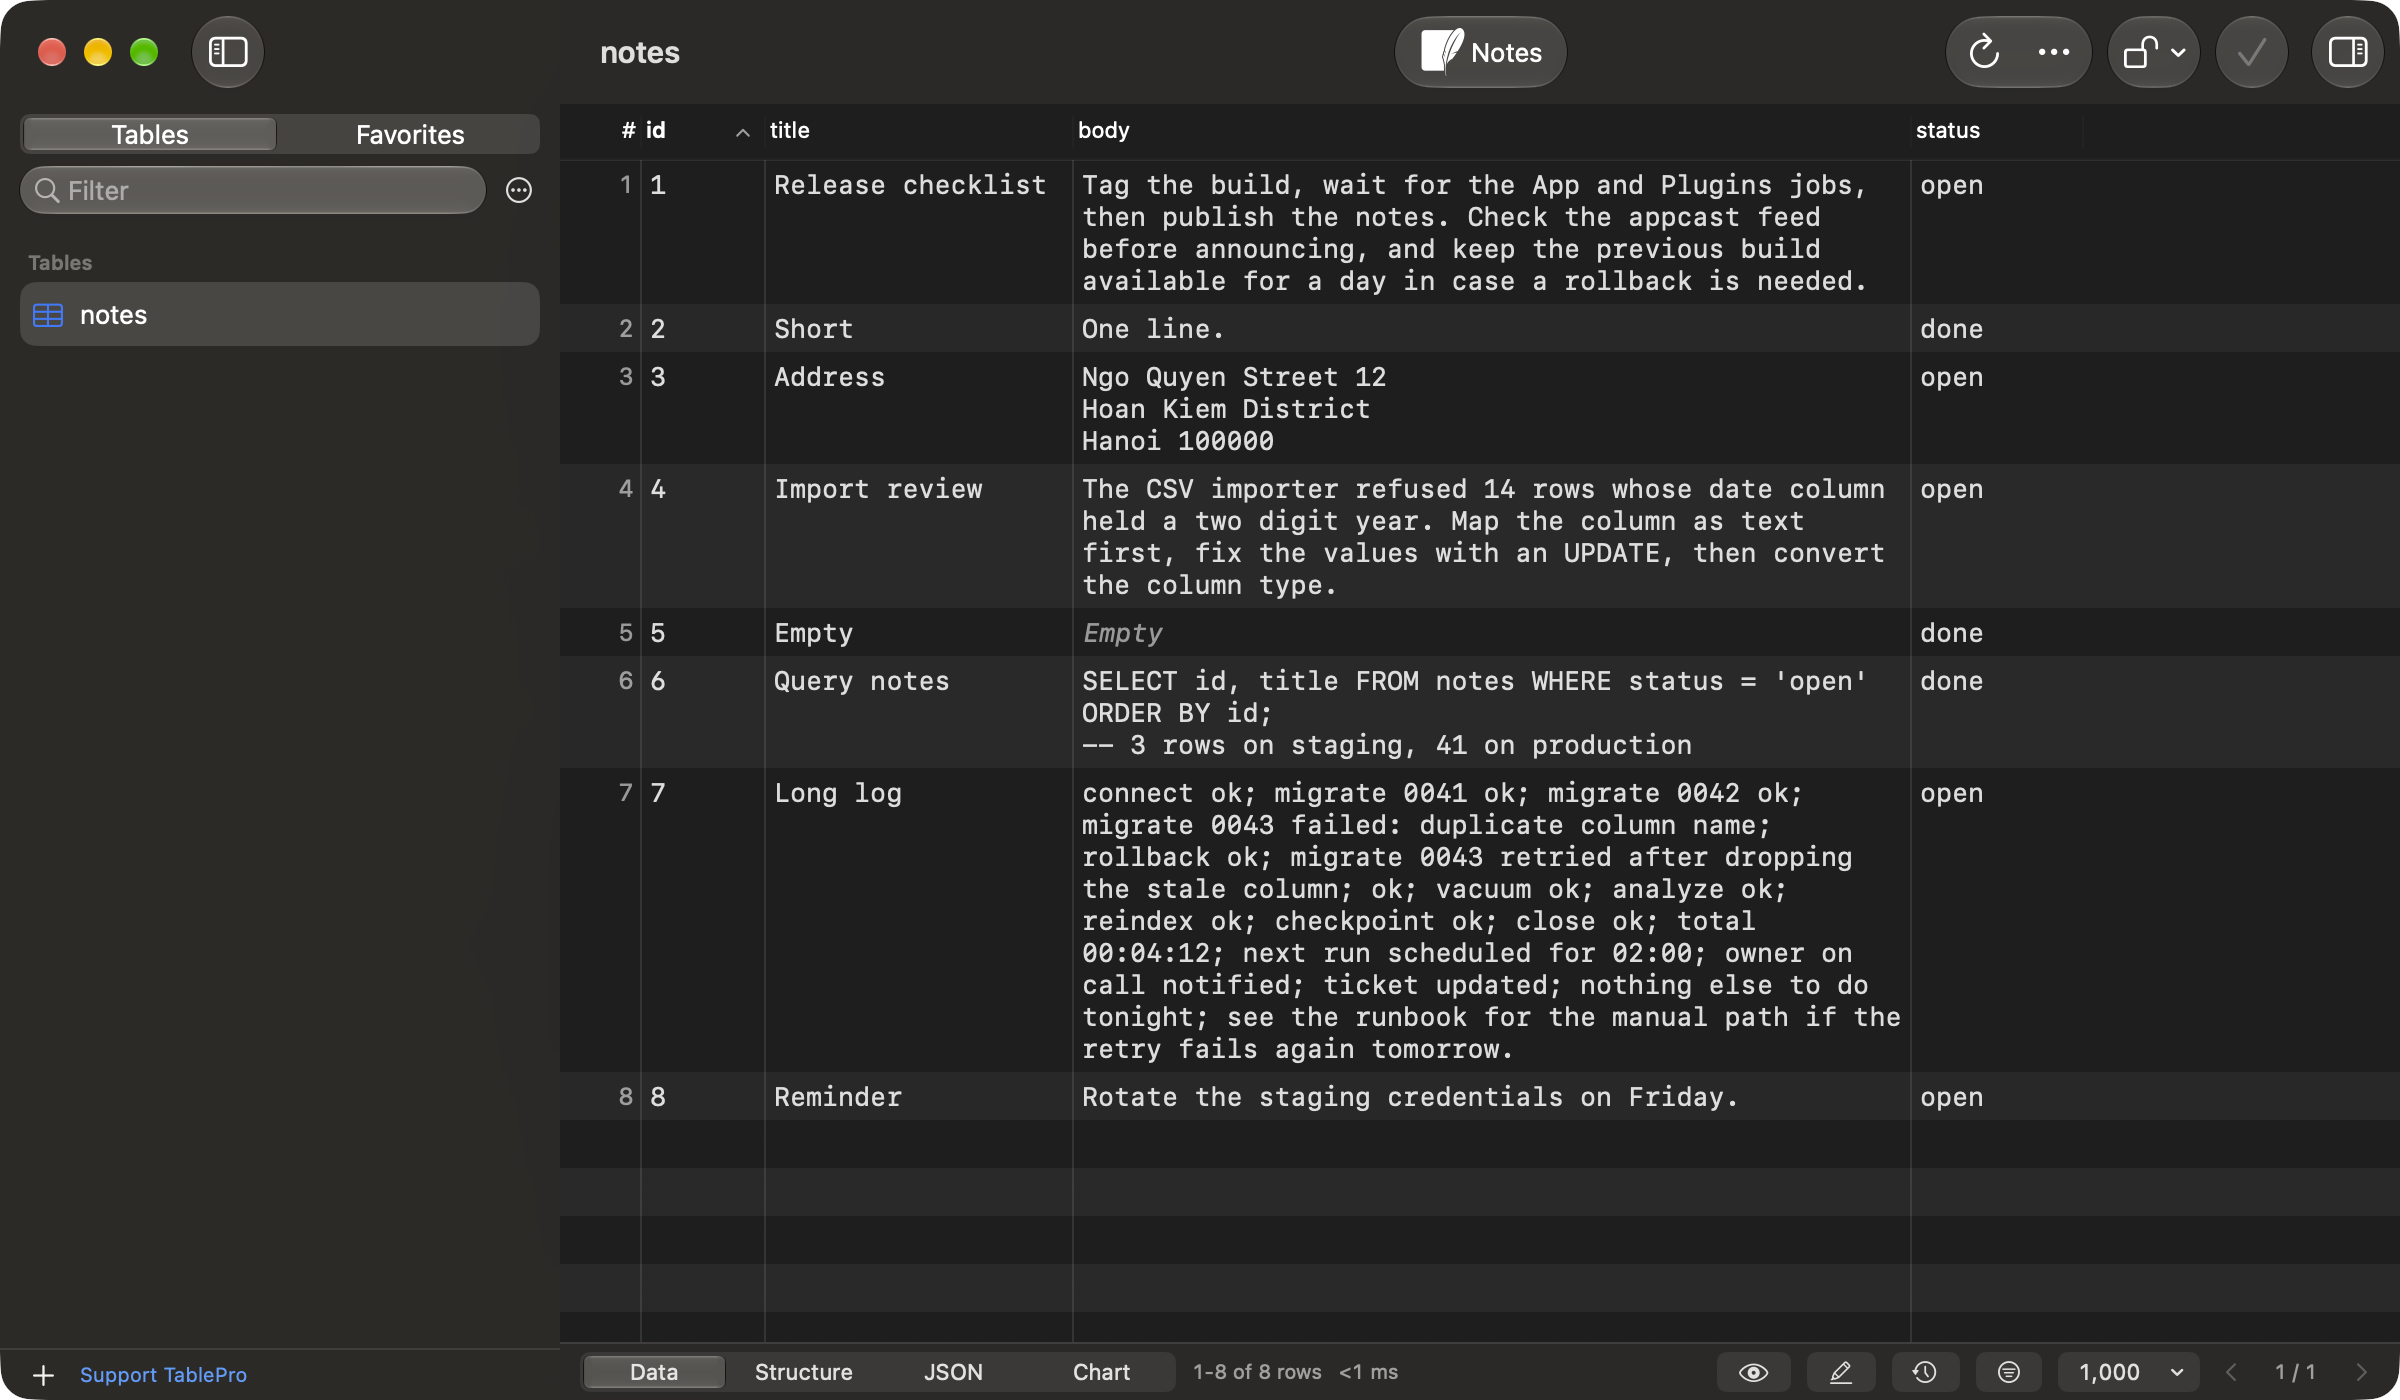 notes
Notes
Tables
Favorites
Filter
Tables
notes
# id title body status
1 1 Release checklist Tag the build, wait for the App and Plugins jobs, open
then publish the notes. Check the appcast feed
before announcing, and keep the previous build
available for a day in case a rollback is needed.
2 2 Short One line. done
3 3 Address Ngo Quyen Street 12 open
Hoan Kiem District
Hanoi 100000
4 4 Import review The CSV importer refused 14 rows whose date column open
held a two digit year. Map the column as text
first, fix the values with an UPDATE, then convert
the column type.
5 5 Empty Empty done
6 6 Query notes SELECT id, title FROM notes WHERE status = 'open' done
ORDER BY id;
-- 3 rows on staging, 41 on production
7 7 Long log connect ok; migrate 0041 ok; migrate 0042 ok; open
migrate 0043 failed: duplicate column name;
rollback ok; migrate 0043 retried after dropping
the stale column; ok; vacuum ok; analyze ok;
reindex ok; checkpoint ok; close ok; total
00:04:12; next run scheduled for 02:00; owner on
call notified; ticket updated; nothing else to do
tonight; see the runbook for the manual path if the
retry fails again tomorrow.
8 8 Reminder Rotate the staging credentials on Friday. open
Support TablePro
Data Structure JSON Chart 1-8 of 8 rows <1 ms 1,000 1 / 1